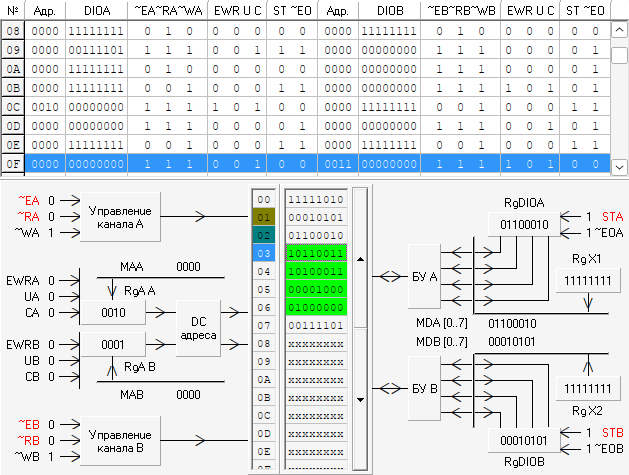 № Адр. DIOA ~EA~RA~WA EWR U C ST ~EO Адр. DIOB ~EB~RB~WB EWR U C ST ~EO
08 0000 11111111 0 1 0 0 0 0 0 0 0000 11111111 0 1 0 0 0 0 0 0
09 0000 00111101 1 1 1 0 0 0 1 1 0000 00000000 0 1 0 0 0 0 0 0
0A 0000 11111111 0 1 0 0 0 0 0 0 0000 00000000 1 1 1 0 0 0 0 1
0B 0000 11111111 0 1 0 0 0 0 1 1 0000 00000000 1 1 1 1 0 1 0 1
0C 0010 00000000 1 1 1 1 0 1 0 0 0000 11111111 0 1 0 0 0 0 1 0
0D 0000 00000000 1 1 1 0 0 0 0 1 0000 00000000 1 1 1 0 0 0 0 1
0E 0000 11111111 0 1 0 0 0 0 1 1 0000 00000000 0 1 0 0 0 0 1 1
0F 0000 00000000 1 1 1 0 0 1 0 0 0011 00000000 1 1 1 0 0 0 0 0
~EA 0
~RA 0
~WA 1
Управление
канала A
MAA 0000
EWRA 0
UA 0
CA 0
RgA A
0010
DC
адреса
EWRB 0
UB 0
CB 0
0001
RgA B
MAB 0000
~EB 0
~RB 0
~WB 1
Управление
канала B
00 11111010
01 00010101
02 01100010
03 10110011
04 10100011
05 00001000
06 01000000
07 00111101
08 xxxxxxxx
09 xxxxxxxx
0A xxxxxxxx
0B xxxxxxxx
0C xxxxxxxx
0D xxxxxxxx
0E xxxxxxxx
RgDIOA
01100010
1 STA
1 ~EOA
БУ A
Rg X1
11111111
MDA [0..7] 01100010
MDB [0..7] 00010101
БУ B
11111111
Rg X2
00010101
RgDIOB
1 STB
1 ~EOB